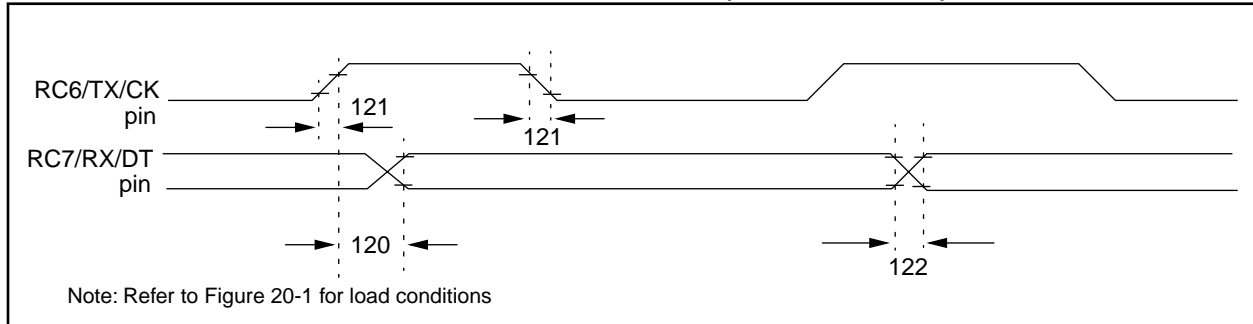 RC6/TX/CK
pin
121
121
RC7/RX/DT
pin
120
122
Note: Refer to Figure 20-1 for load conditions